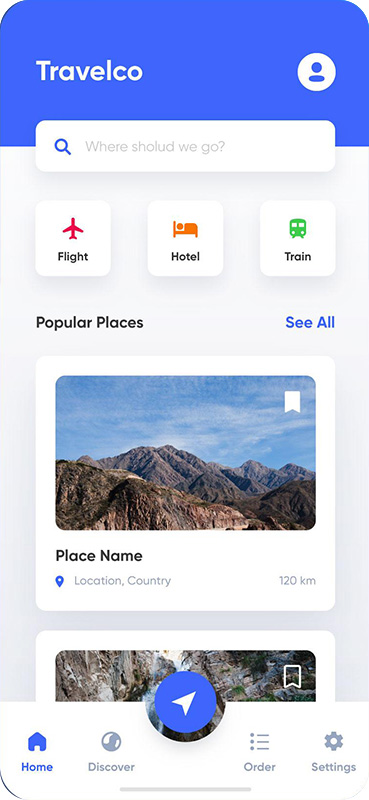 Travelco
Where sholud we go?
Flight
Hotel
Train
Popular Places
See All
Place Name
Location, Country
120 km
Home
Discover
Order
Settings